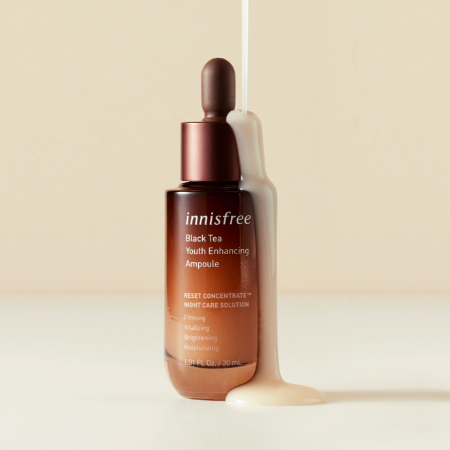 innisfree
Black Tea
Youth Enhancing
Ampoule
RESET CONCENTRATE™
NIGHT CARE SOLUTION
Firming
Vitalizing
Brightening
Moisturizing
1.01 FL Oz. / 30 mL